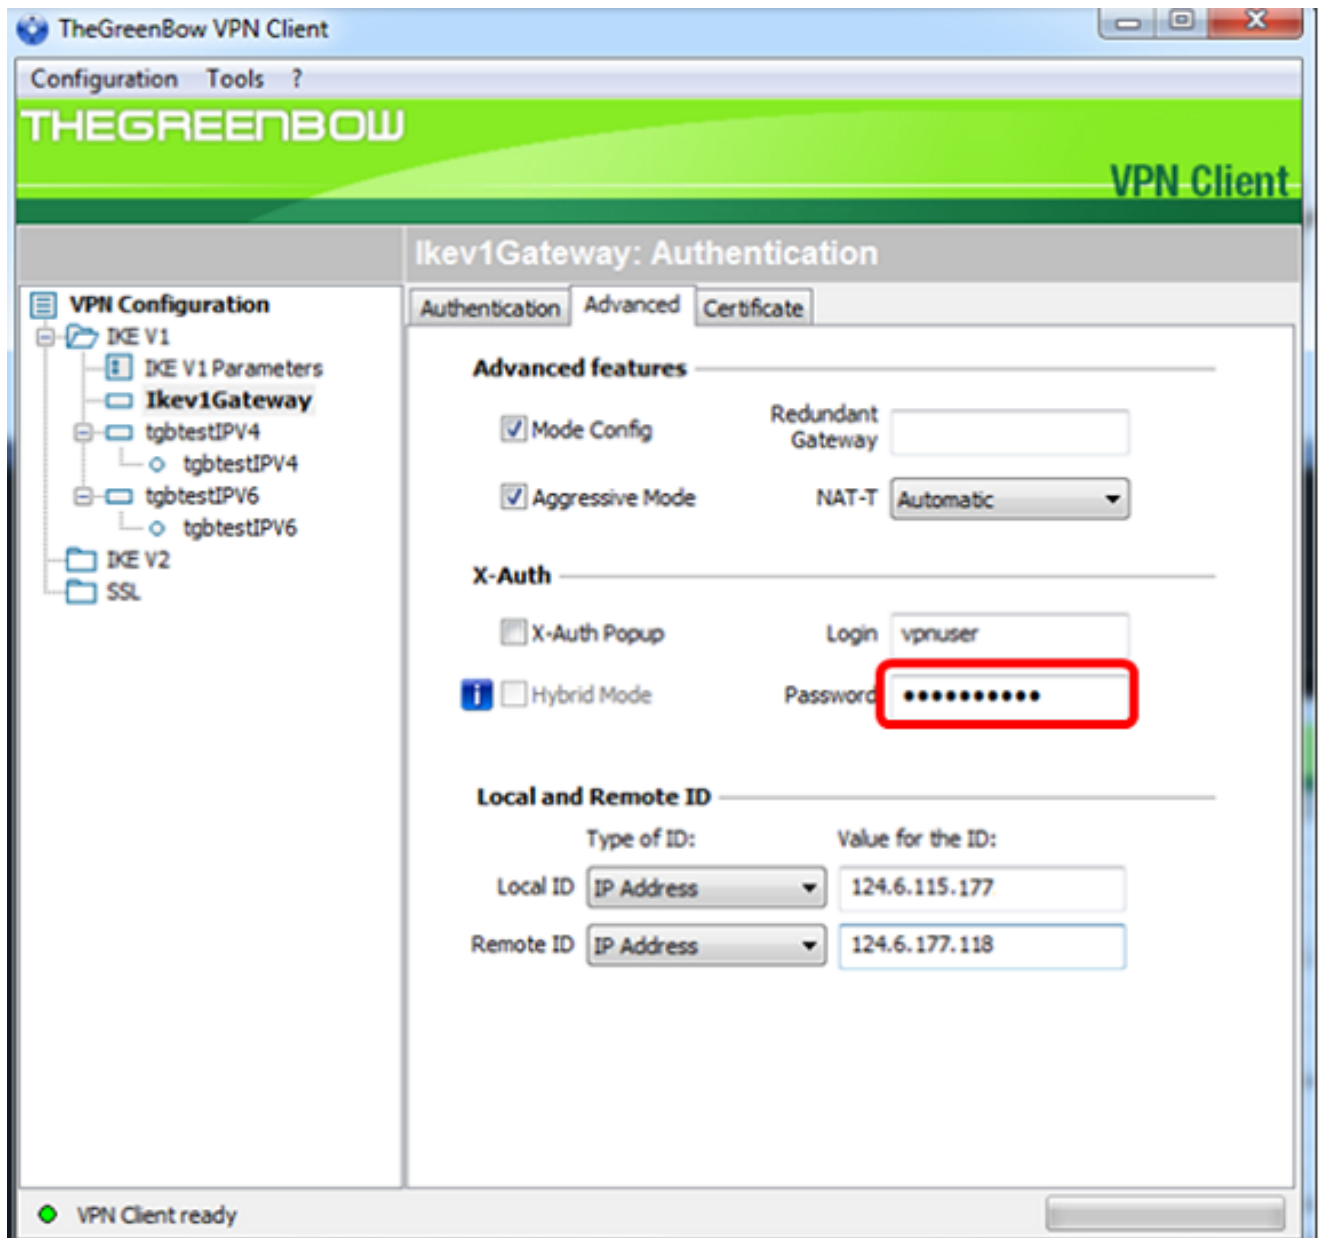 TheGreenBow VPN Client
Configuration Tools ?
THEGREENBOW
VPN Client
Ikev1Gateway: Authentication
VPN Configuration
IKE V1
IKE V1 Parameters
Ikev1Gateway
tgbtestIPV4
tgbtestIPV4
tgbtestIPV6
tgbtestIPV6
IKE V2
SSL
Authentication Advanced Certificate
Advanced features
Mode Config Redundant Gateway
Aggressive Mode NAT-T Automatic
X-Auth
X-Auth Popup Login vpnuser
Hybrid Mode Password ••••••••••
Local and Remote ID
Type of ID: Value for the ID:
Local ID IP Address 124.6.115.177
Remote ID IP Address 124.6.177.118
VPN Client ready